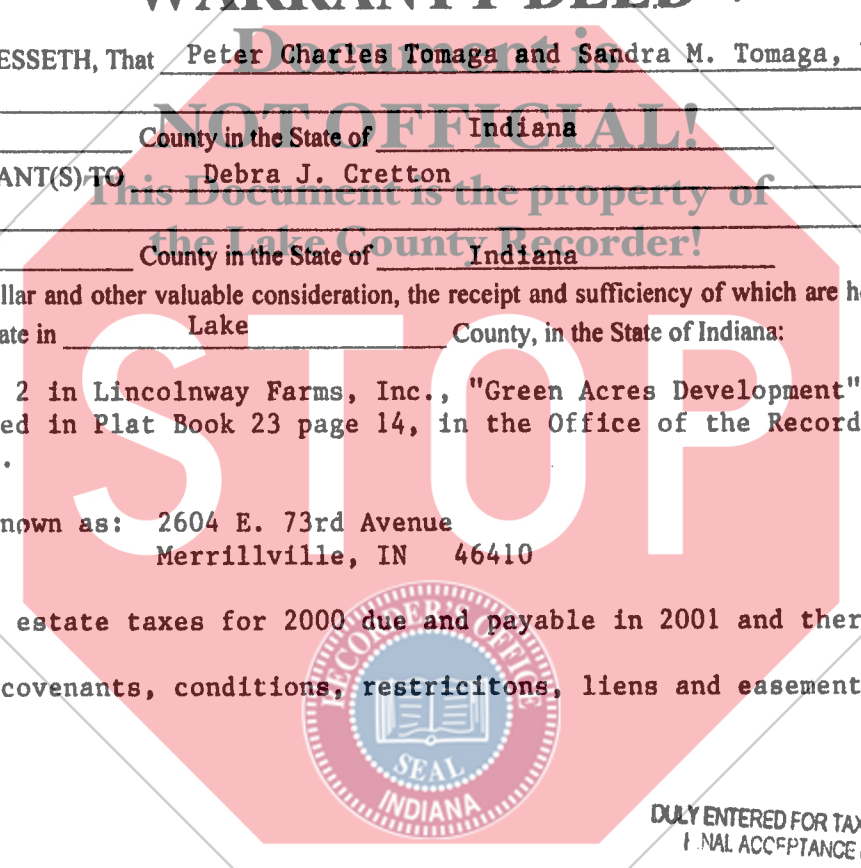 WARRANTY DEED
Document is
ESSETH, That Peter Charles Tomaga and Sandra M. Tomaga,
NOT OFFICIAL!
County in the State of Indiana
ANT(S) TO Debra J. Cretton
This Document is the property of
the Lake County Recorder!
County in the State of Indiana
llar and other valuable consideration, the receipt and sufficiency of which are h
ate in Lake County, in the State of Indiana:
STOP
2 in Lincolnway Farms, Inc., "Green Acres Development"
ed in Plat Book 23 page 14, in the Office of the Record
.
nown as: 2604 E. 73rd Avenue
Merrillville, IN 46410
estate taxes for 2000 due and payable in 2001 and ther
covenants, conditions, restricitons, liens and easement
RECORDER'S OFFICE
SEAL
INDIANA
DULY ENTERED FOR TAX
NAL ACCEPTANCE